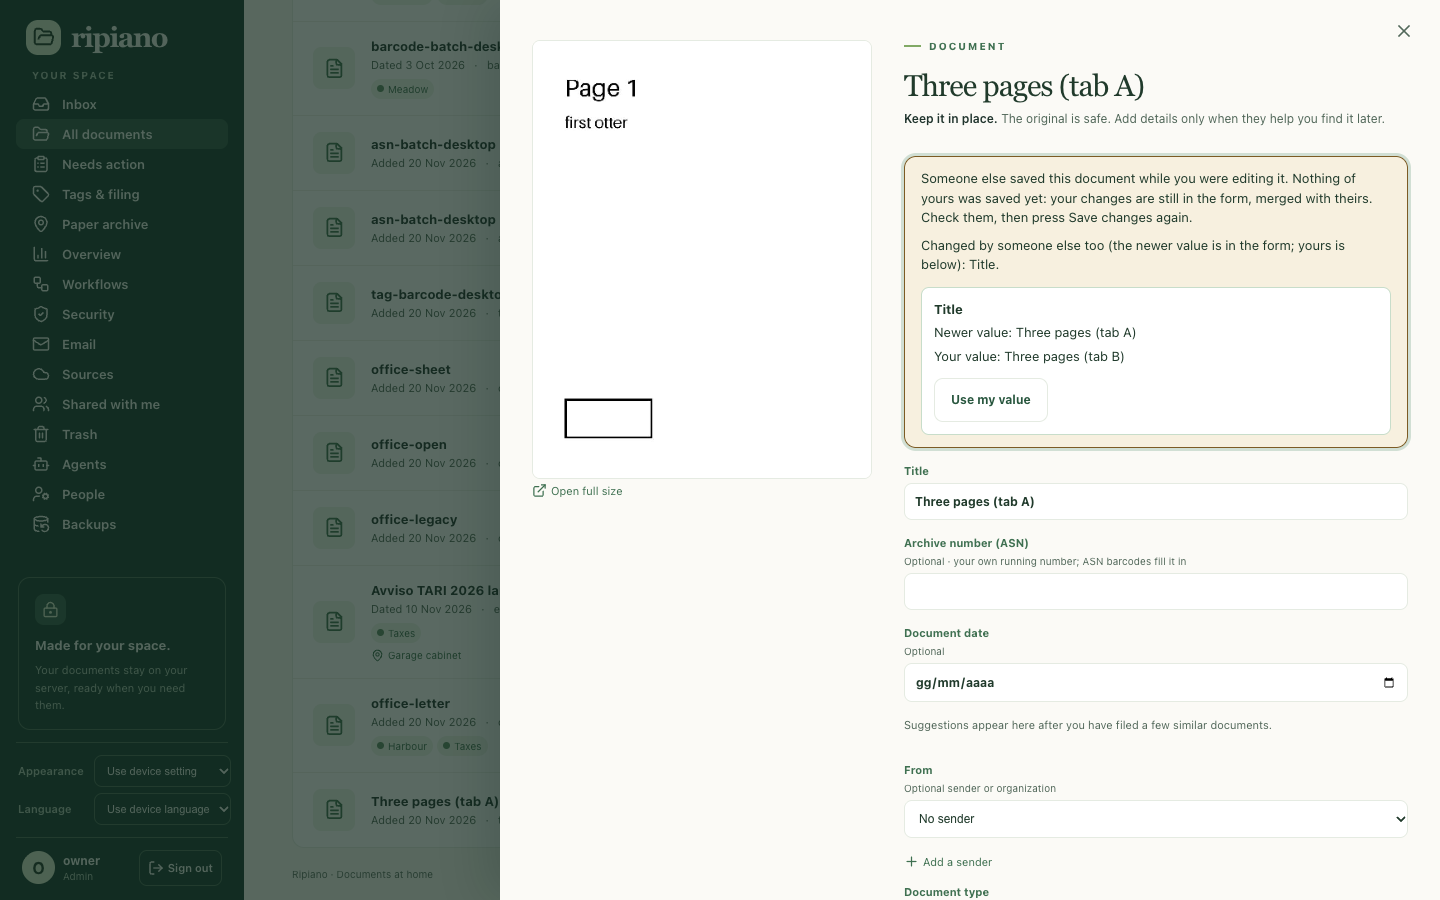 ripiano
YOUR SPACE
Inbox
All documents
Needs action
Tags & filing
Paper archive
Overview
Workflows
Security
Email
Sources
Shared with me
Trash
Agents
People
Backups
Made for your space.
Your documents stay on your
server, ready when you need
them.
Appearance
Use device setting
Language
Use device language
O
owner
Admin
Sign out
barcode-batch-desk
Dated 3 Oct 2026 · ba
Meadow
asn-batch-desktop
Added 20 Nov 2026 ·
asn-batch-desktop
Added 20 Nov 2026 ·
tag-barcode-deskto
Added 20 Nov 2026 ·
office-sheet
Added 20 Nov 2026 ·
office-open
Added 20 Nov 2026 ·
office-legacy
Added 20 Nov 2026 ·
Avviso TARI 2026 la
Dated 10 Nov 2026 ·
Taxes
Garage cabinet
office-letter
Added 20 Nov 2026 ·
Harbour
Taxes
Three pages (tab A)
Added 20 Nov 2026 ·
Ripiano · Documents at home
Page 1
first otter
Open full size
DOCUMENT
Three pages (tab A)
Keep it in place. The original is safe. Add details only when they help you find it later.
Someone else saved this document while you were editing it. Nothing of
yours was saved yet: your changes are still in the form, merged with theirs.
Check them, then press Save changes again.
Changed by someone else too (the newer value is in the form; yours is
below): Title.
Title
Newer value: Three pages (tab A)
Your value: Three pages (tab B)
Use my value
Title
Three pages (tab A)
Archive number (ASN)
Optional · your own running number; ASN barcodes fill it in
Document date
Optional
gg/mm/aaaa
Suggestions appear here after you have filed a few similar documents.
From
Optional sender or organization
No sender
Add a sender
Document type